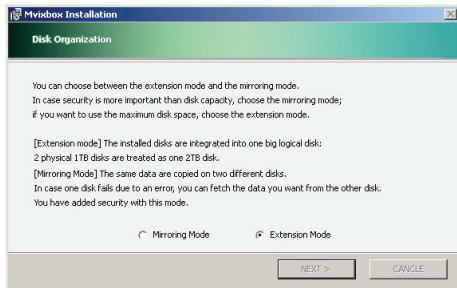 Mvixbox Installation
Disk Organization
You can choose between the extension mode and the mirroring mode.
In case security is more important than disk capacity, choose the mirroring mode;
if you want to use the maximum disk space, choose the extension mode.
[Extension mode] The installed disks are integrated into one big logical disk:
2 physical 1TB disks are treated as one 2TB disk.
[Mirroring Mode] The same data are copied on two different disks.
In case one disk fails due to an error, you can fetch the data you want from the other disk.
You have added security with this mode.
Mirroring Mode Extension Mode
NEXT > CANCLE